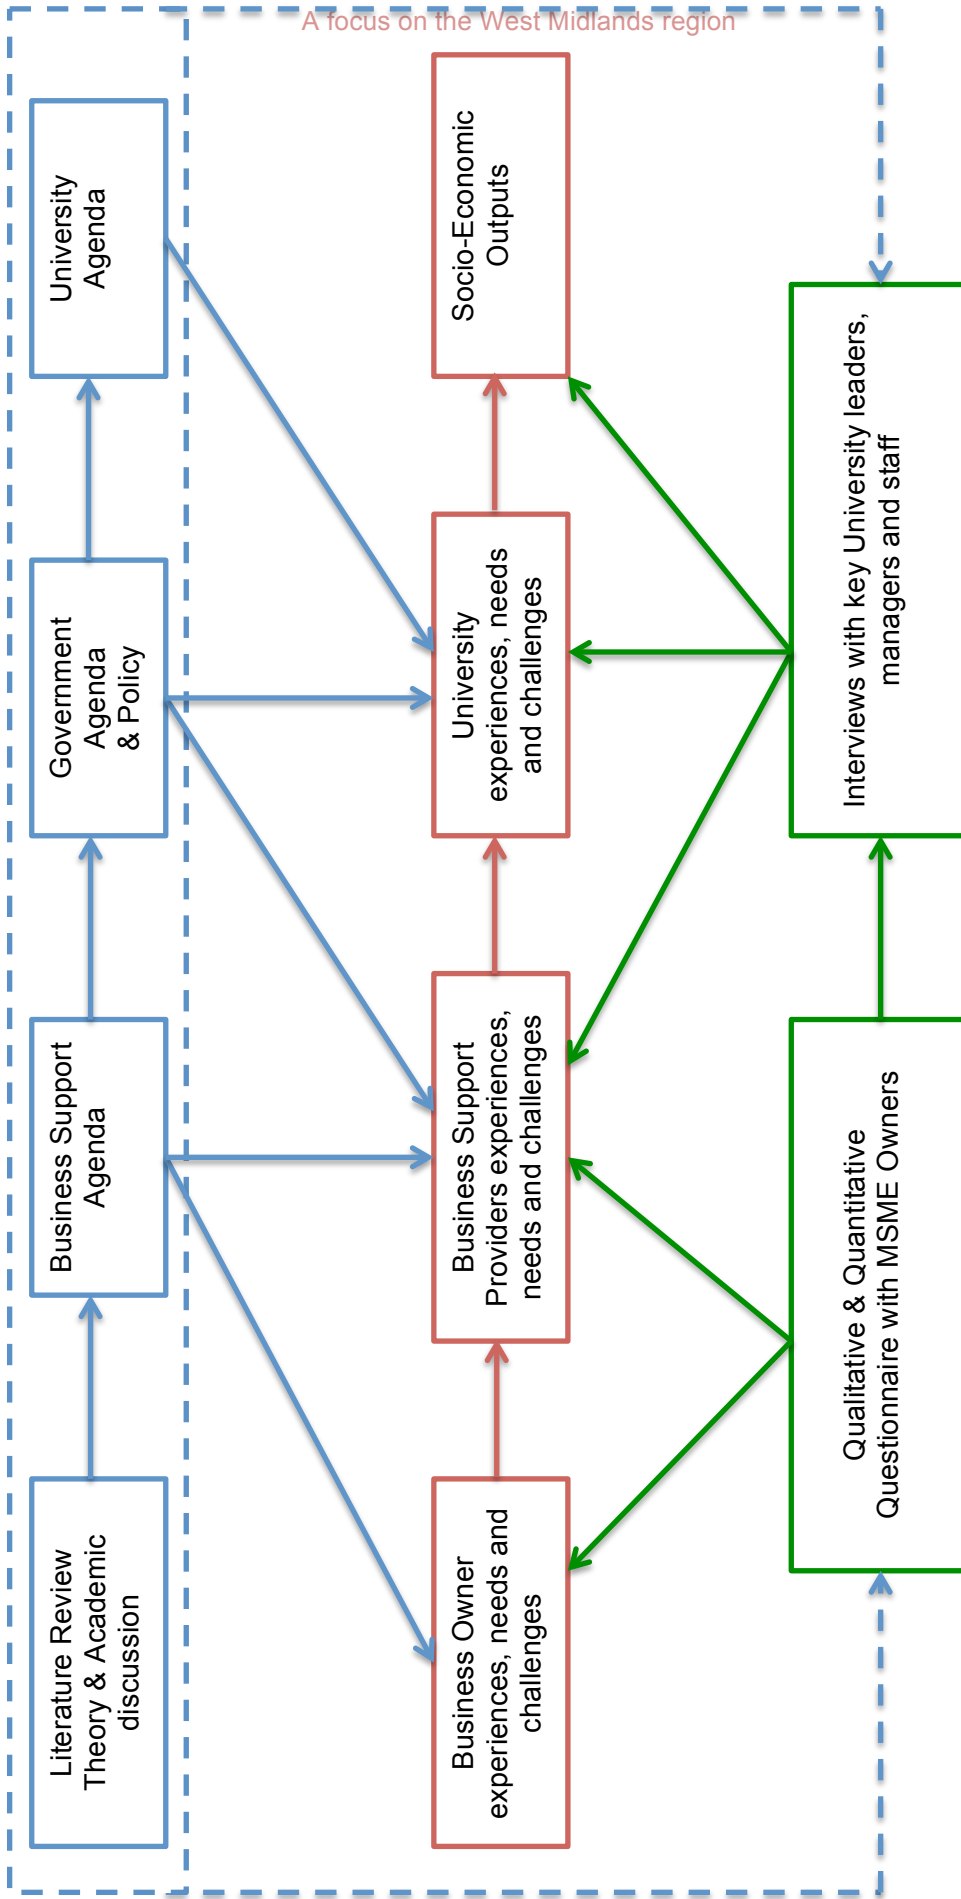 A focus on the West Midlands region
Literature Review
Theory & Academic
discussion
Business Support
Agenda
Government
Agenda
& Policy
University
Agenda
Business Owner
experiences, needs and
challenges
Business Support
Providers experiences,
needs and challenges
University
experiences, needs
and challenges
Socio-Economic
Outputs
Qualitative & Quantitative
Questionnaire with MSME Owners
Interviews with key University leaders,
managers and staff